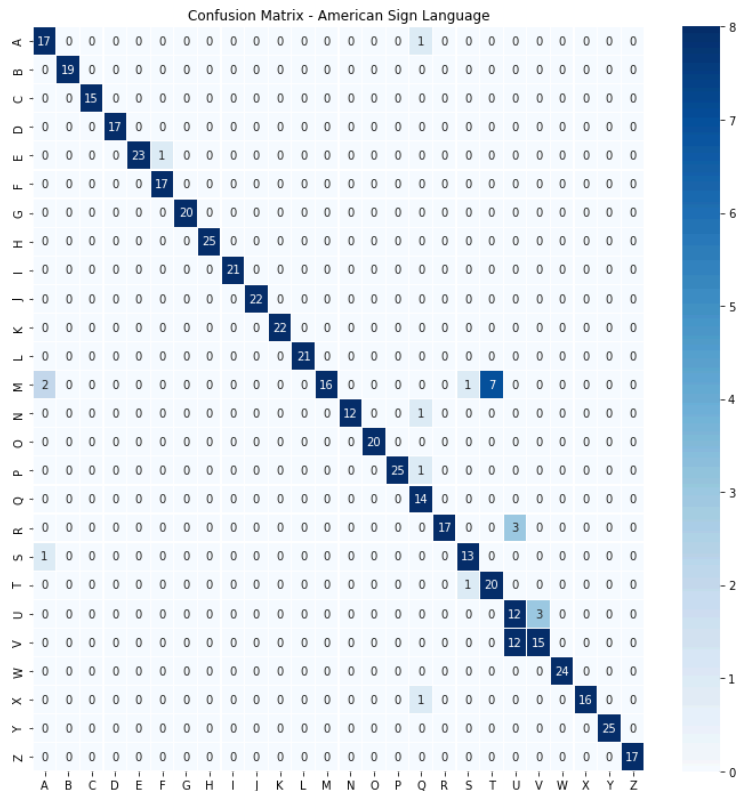 Confusion Matrix - American Sign Language
A 17 0 0 0 0 0 0 0 0 0 0 0 0 0 0 0 1 0 0 0 0 0 0 0 0 0
B 0 19 0 0 0 0 0 0 0 0 0 0 0 0 0 0 0 0 0 0 0 0 0 0 0 0
C 0 0 15 0 0 0 0 0 0 0 0 0 0 0 0 0 0 0 0 0 0 0 0 0 0 0
D 0 0 0 17 0 0 0 0 0 0 0 0 0 0 0 0 0 0 0 0 0 0 0 0 0 0
E 0 0 0 0 23 1 0 0 0 0 0 0 0 0 0 0 0 0 0 0 0 0 0 0 0 0
F 0 0 0 0 0 17 0 0 0 0 0 0 0 0 0 0 0 0 0 0 0 0 0 0 0 0
G 0 0 0 0 0 0 20 0 0 0 0 0 0 0 0 0 0 0 0 0 0 0 0 0 0 0
H 0 0 0 0 0 0 0 25 0 0 0 0 0 0 0 0 0 0 0 0 0 0 0 0 0 0
I 0 0 0 0 0 0 0 0 21 0 0 0 0 0 0 0 0 0 0 0 0 0 0 0 0 0
J 0 0 0 0 0 0 0 0 0 22 0 0 0 0 0 0 0 0 0 0 0 0 0 0 0 0
K 0 0 0 0 0 0 0 0 0 0 22 0 0 0 0 0 0 0 0 0 0 0 0 0 0 0
L 0 0 0 0 0 0 0 0 0 0 0 21 0 0 0 0 0 0 0 0 0 0 0 0 0 0
M 2 0 0 0 0 0 0 0 0 0 0 0 16 0 0 0 0 0 1 7 0 0 0 0 0 0
N 0 0 0 0 0 0 0 0 0 0 0 0 0 12 0 0 1 0 0 0 0 0 0 0 0 0
O 0 0 0 0 0 0 0 0 0 0 0 0 0 0 20 0 0 0 0 0 0 0 0 0 0 0
P 0 0 0 0 0 0 0 0 0 0 0 0 0 0 0 25 1 0 0 0 0 0 0 0 0 0
Q 0 0 0 0 0 0 0 0 0 0 0 0 0 0 0 0 14 0 0 0 0 0 0 0 0 0
R 0 0 0 0 0 0 0 0 0 0 0 0 0 0 0 0 0 17 0 0 3 0 0 0 0 0
S 1 0 0 0 0 0 0 0 0 0 0 0 0 0 0 0 0 0 13 0 0 0 0 0 0 0
T 0 0 0 0 0 0 0 0 0 0 0 0 0 0 0 0 0 0 1 20 0 0 0 0 0 0
U 0 0 0 0 0 0 0 0 0 0 0 0 0 0 0 0 0 0 0 0 12 3 0 0 0 0
V 0 0 0 0 0 0 0 0 0 0 0 0 0 0 0 0 0 0 0 0 12 15 0 0 0 0
W 0 0 0 0 0 0 0 0 0 0 0 0 0 0 0 0 0 0 0 0 0 0 24 0 0 0
X 0 0 0 0 0 0 0 0 0 0 0 0 0 0 0 0 1 0 0 0 0 0 0 16 0 0
Y 0 0 0 0 0 0 0 0 0 0 0 0 0 0 0 0 0 0 0 0 0 0 0 0 25 0
Z 0 0 0 0 0 0 0 0 0 0 0 0 0 0 0 0 0 0 0 0 0 0 0 0 0 17
A B C D E F G H I J K L M N O P Q R S T U V W X Y Z
8
7
6
5
4
3
2
1
0